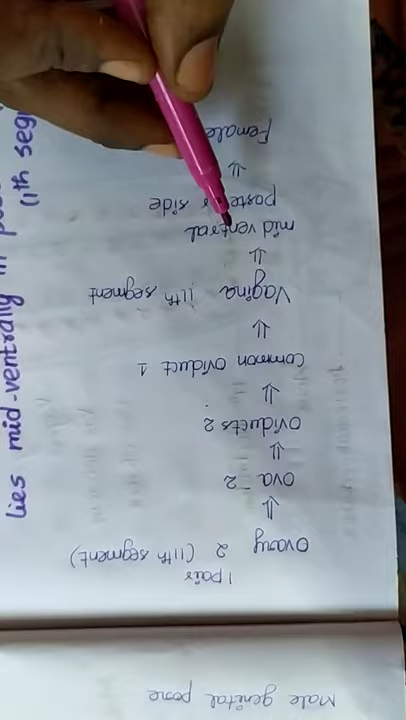 Male genital pore
1 pair
Ovary 2 (11th segment)
⇓
Ova - 2
⇓
Oviducts 2
⇓
Common Oviduct 1
⇓
Vagina 11th segment
⇓
mid ventral
side
⇓
Female
lies mid-ventrally in
11th seg